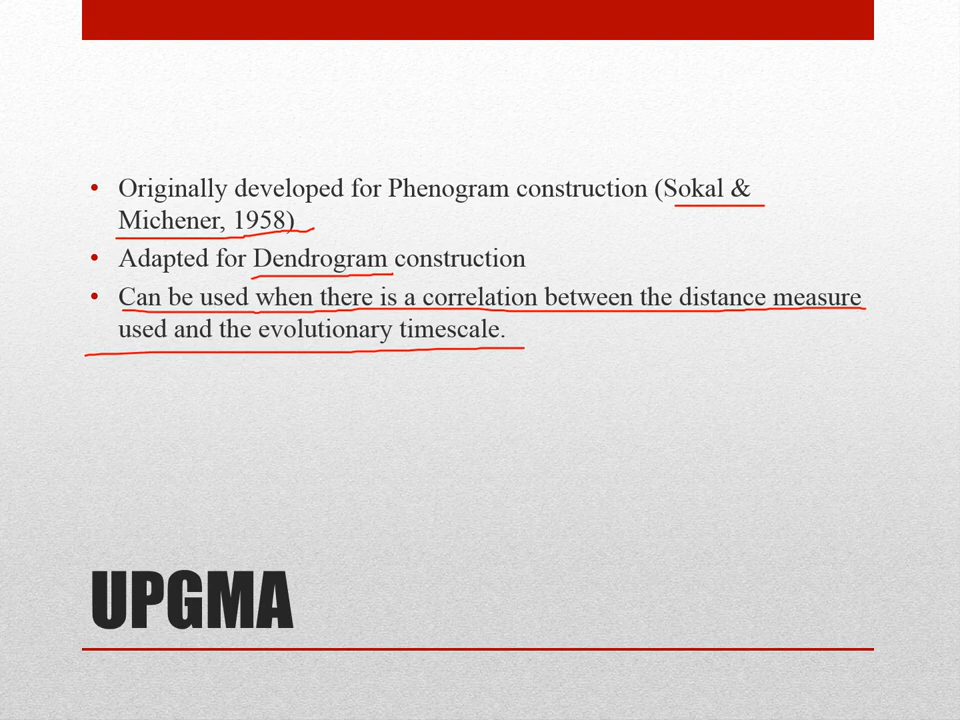 • Originally developed for Phenogram construction (Sokal &
Michener, 1958)
• Adapted for Dendrogram construction
• Can be used when there is a correlation between the distance measure
used and the evolutionary timescale.
UPGMA